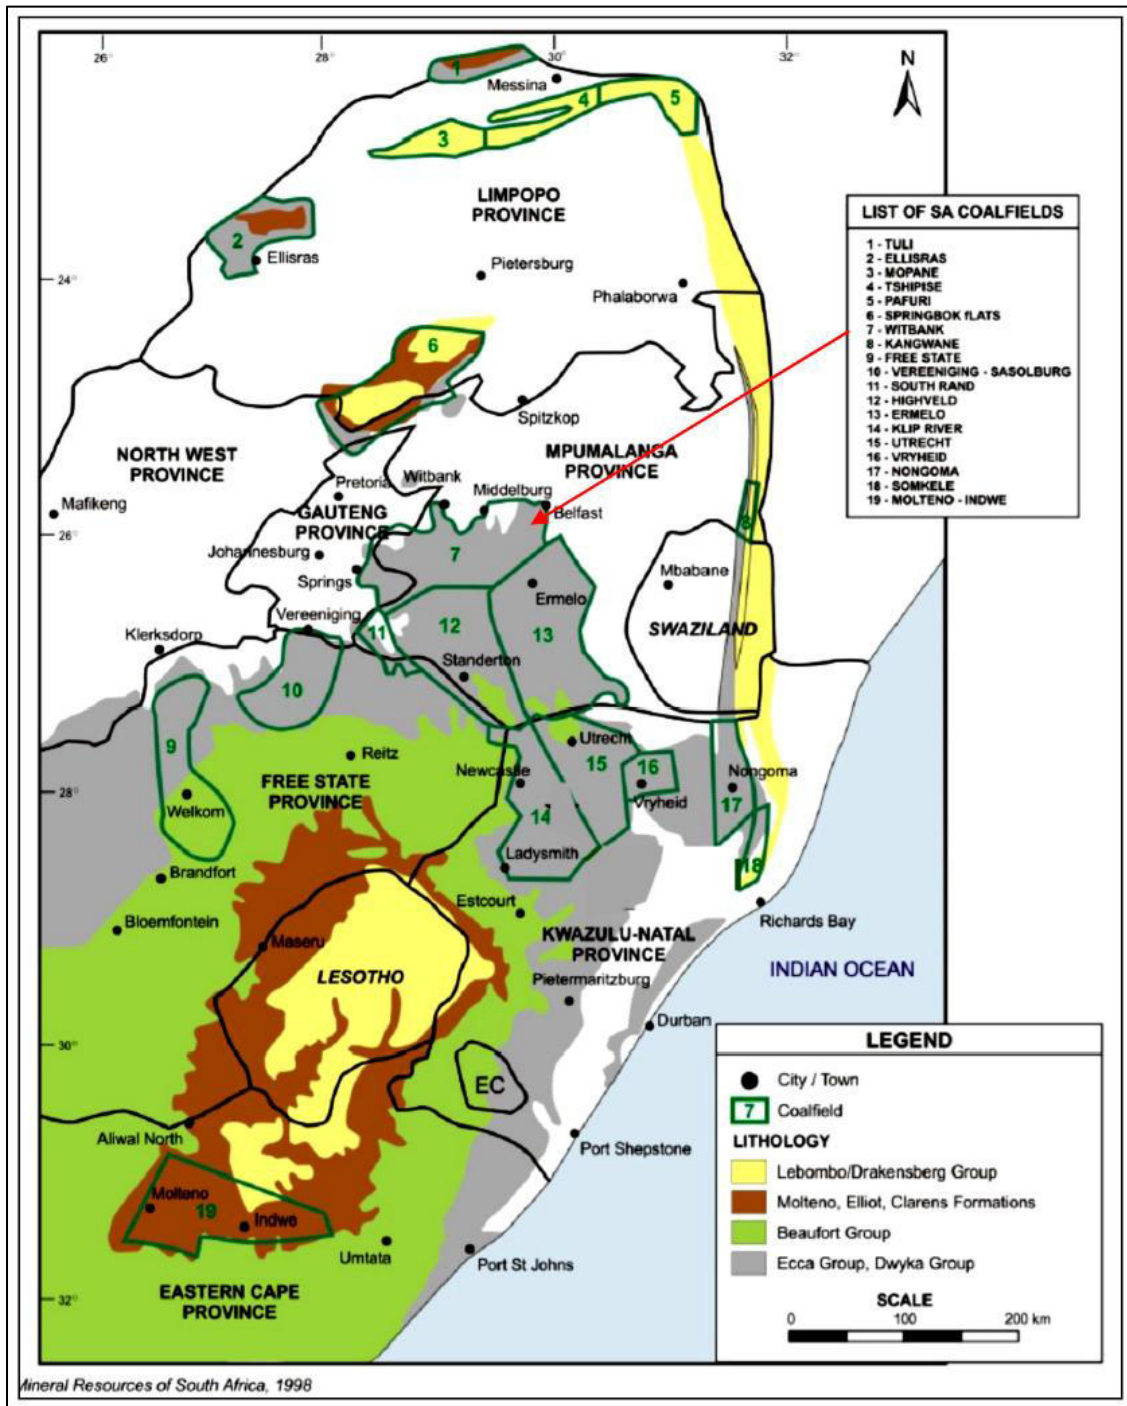 26°
28°
30°
32°
N
1
Messina
4
5
3
LIMPOPO
PROVINCE
2
Ellisras
24°
Pietersburg
Phalaborwa
LIST OF SA COALFIELDS
1 - TULI
2 - ELLISRAS
3 - MOPANE
4 - TSHIPISE
5 - PAFURI
6 - SPRINGBOK fLATS
7 - WITBANK
8 - KANGWANE
9 - FREE STATE
10 - VEREENIGING - SASOLBURG
11 - SOUTH RAND
12 - HIGHVELD
13 - ERMELO
14 - KLIP RIVER
15 - UTRECHT
16 - VRYHEID
17 - NONGOMA
18 - SOMKELE
19 - MOLTENO - INDWE
6
Spitzkop
NORTH WEST
PROVINCE
MPUMALANGA
PROVINCE
Pretoria
Witbank
Middelburg
Mafikeng
GAUTENG
PROVINCE
Belfast
8
26°
Johannesburg
7
Springs
Mbabane
Ermelo
Vereeniging
SWAZILAND
Klerksdorp
11
12
13
Standerton
10
9
Reitz
Utrecht
Newcastle
15
16
Nongoma
FREE STATE
PROVINCE
28°
Welkom
Vryheid
17
14
Ladysmith
18
Brandfort
Estcourt
Richards Bay
Bloemfontein
KWAZULU-NATAL
PROVINCE
Maseru
LESOTHO
INDIAN OCEAN
Pietermaritzburg
Durban
30°
EC
Aliwal North
Port Shepstone
Molteno
19
Indwe
Umtata
Port St Johns
EASTERN CAPE
PROVINCE
32°
LEGEND
City / Town
7
Coalfield
LITHOLOGY
Lebombo/Drakensberg Group
Molteno, Elliot, Clarens Formations
Beaufort Group
Ecca Group, Dwyka Group
SCALE
0 100 200 km
Mineral Resources of South Africa, 1998